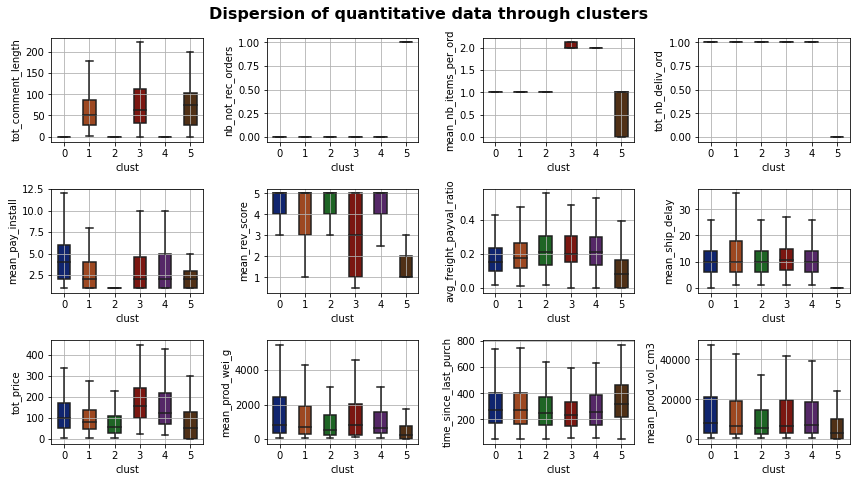 Dispersion of quantitative data through clusters
tot_comment_length
200
150
100
50
0
0 1 2 3 4 5
clust
nb_not_rec_orders
1.00
0.75
0.50
0.25
0.00
0 1 2 3 4 5
clust
mean_nb_items_per_ord
2.0
1.5
1.0
0.5
0.0
0 1 2 3 4 5
clust
tot_nb_deliv_ord
1.00
0.75
0.50
0.25
0.00
0 1 2 3 4 5
clust
mean_pay_install
12.5
10.0
7.5
5.0
2.5
0 1 2 3 4 5
clust
mean_rev_score
5
4
3
2
1
0 1 2 3 4 5
clust
avg_freight_payval_ratio
0.4
0.2
0.0
0 1 2 3 4 5
clust
mean_ship_delay
30
20
10
0
0 1 2 3 4 5
clust
tot_price
400
300
200
100
0
0 1 2 3 4 5
clust
mean_prod_wei_g
4000
2000
0
0 1 2 3 4 5
clust
time_since_last_purch
800
600
400
200
0 1 2 3 4 5
clust
mean_prod_vol_cm3
40000
20000
0
0 1 2 3 4 5
clust